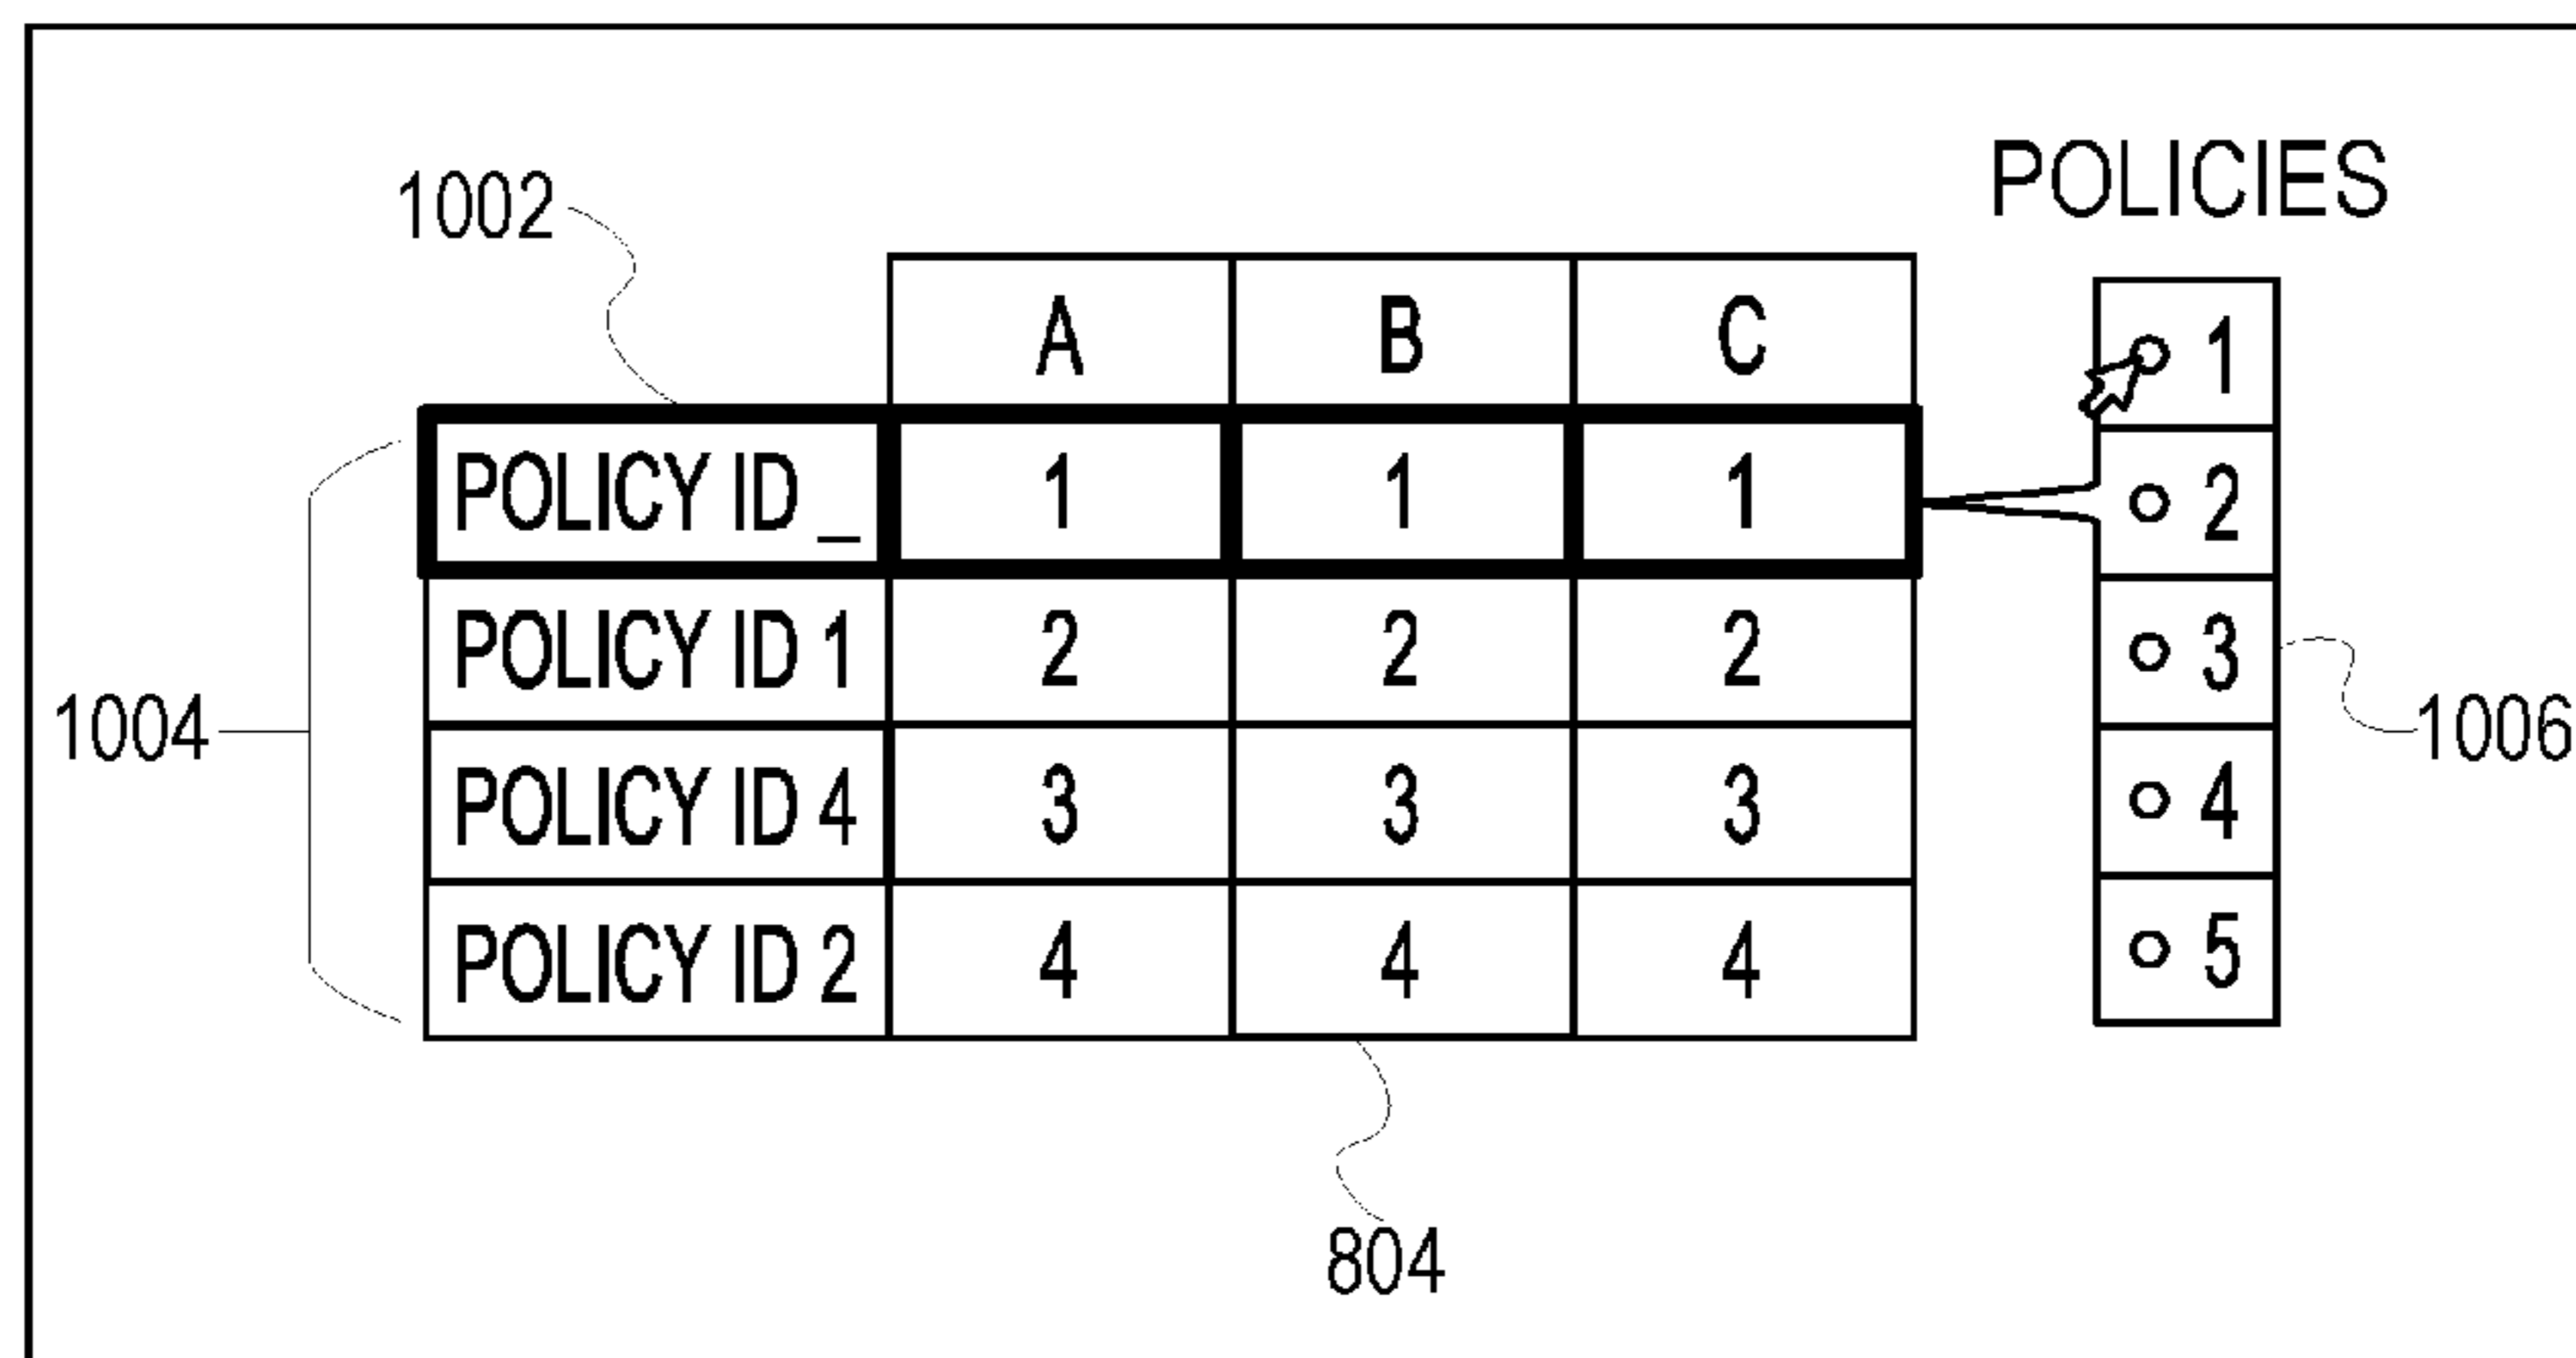 POLICIES
1002
A B C
POLICY ID _ 1 1 1
POLICY ID 1 2 2 2
POLICY ID 4 3 3 3
POLICY ID 2 4 4 4
1
2
3
4
5
1004
1006
804